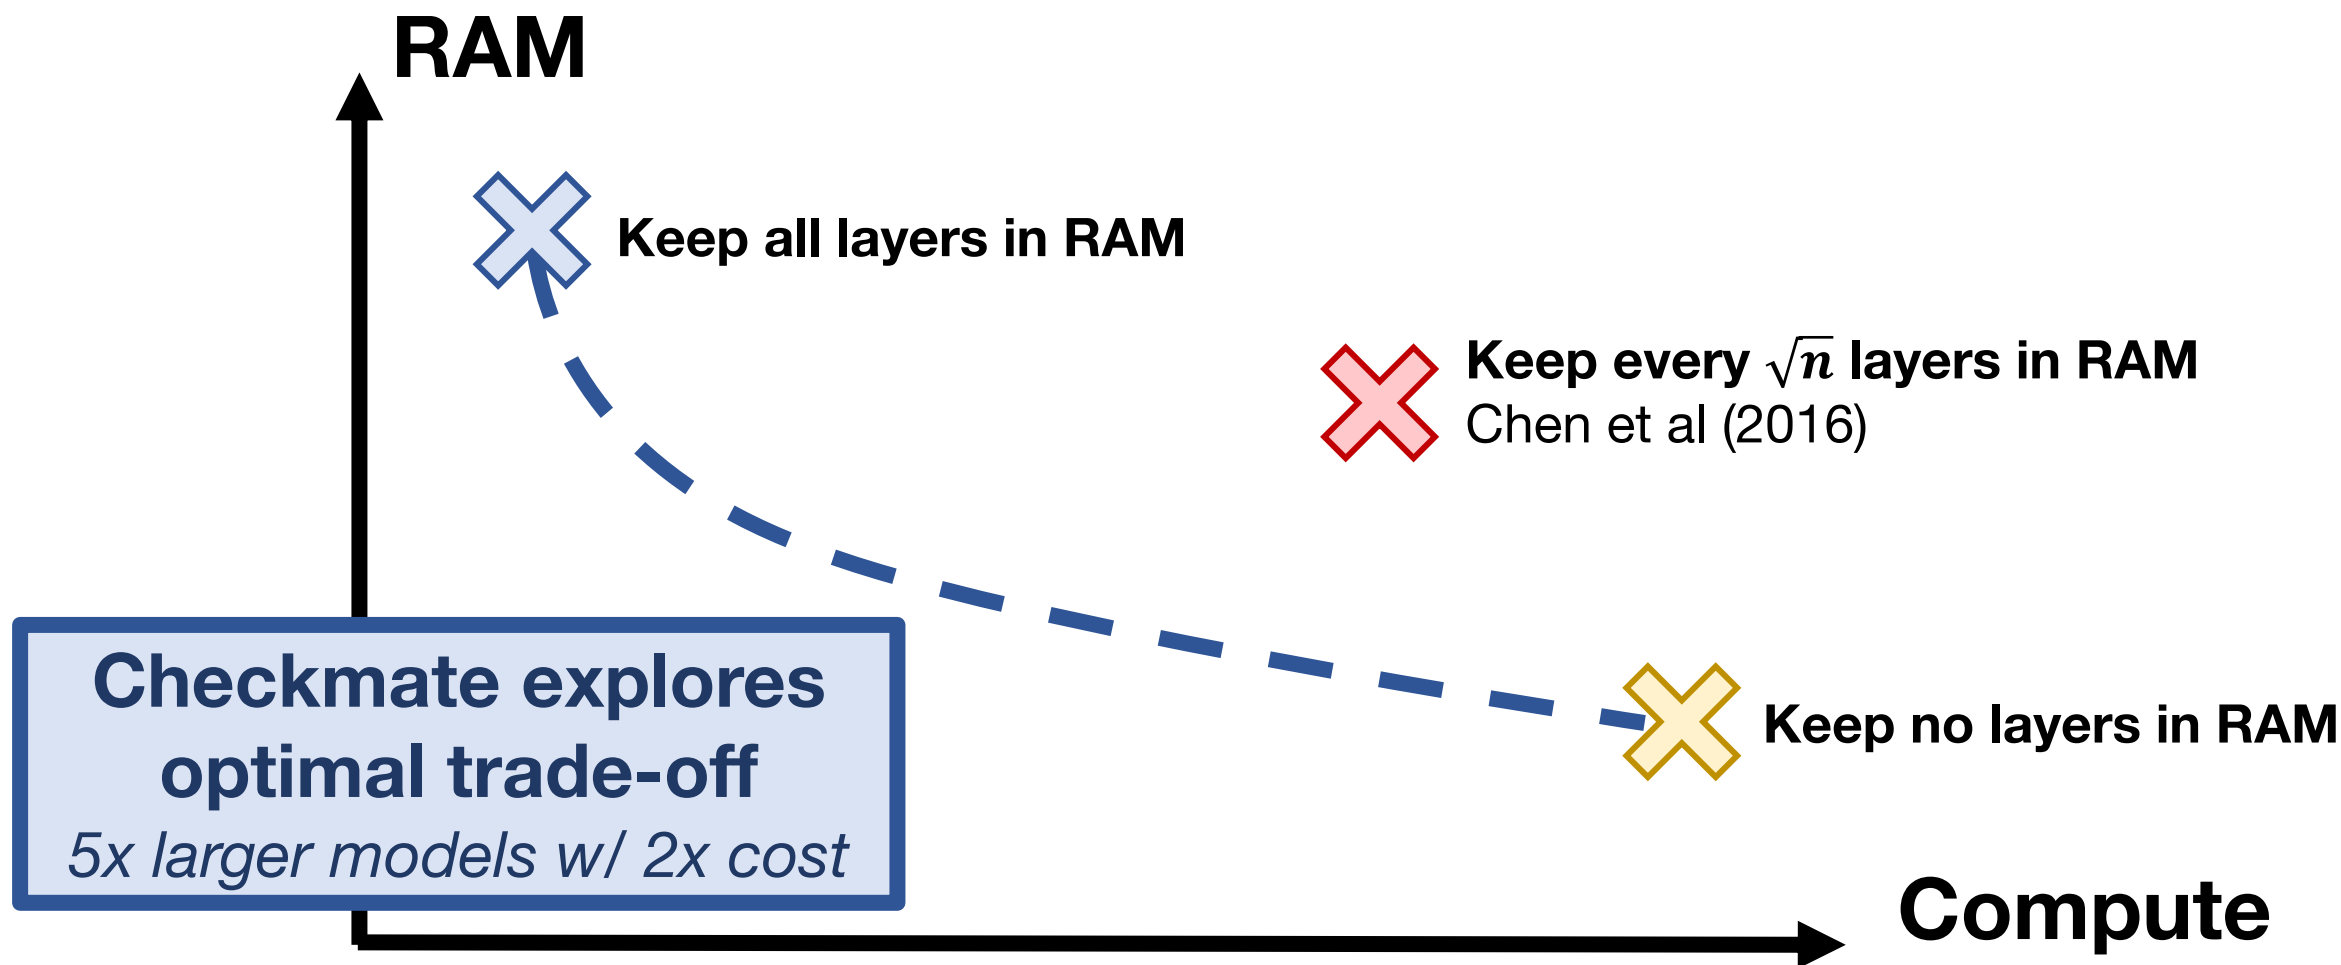 RAM
Keep all layers in RAM
Keep every √n layers in RAM
Chen et al (2016)
Checkmate explores
optimal trade-off
5x larger models w/ 2x cost
Keep no layers in RAM
Compute